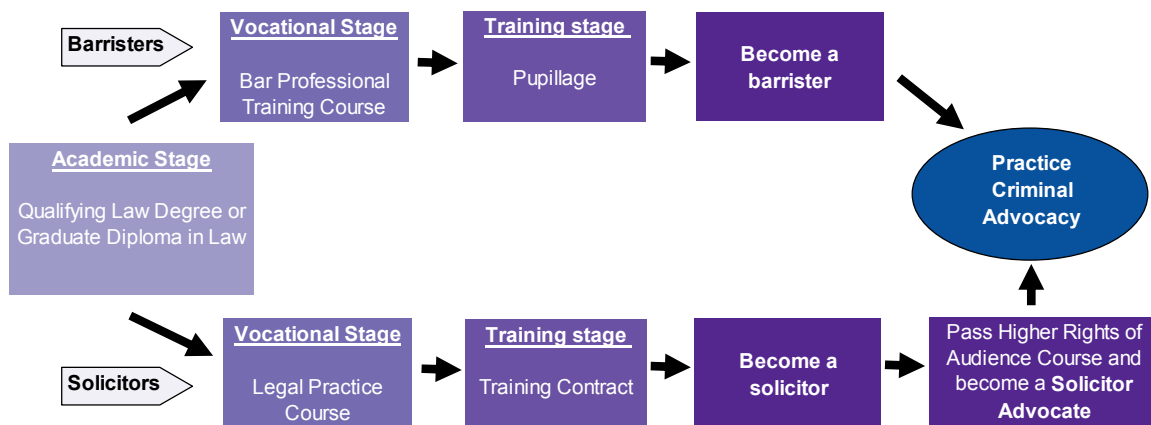 Barristers
Vocational Stage
Bar Professional
Training Course
Training stage
Pupillage
Become a
barrister
Academic Stage
Qualifying Law Degree or
Graduate Diploma in Law
Practice
Criminal
Advocacy
Solicitors
Vocational Stage
Legal Practice
Course
Training stage
Training Contract
Become a
solicitor
Pass Higher Rights of
Audience Course and
become a Solicitor
Advocate